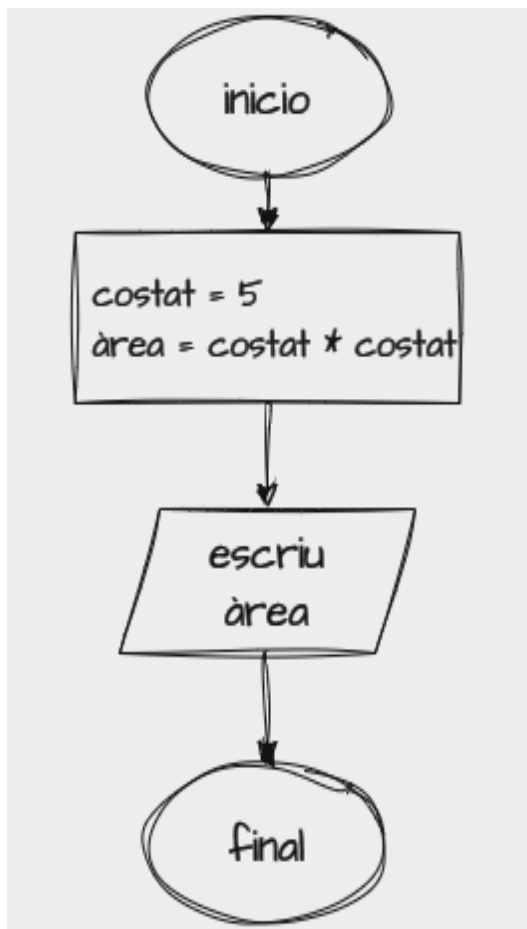 inicio
costat = 5
àrea = costat * costat
escriu
àrea
final